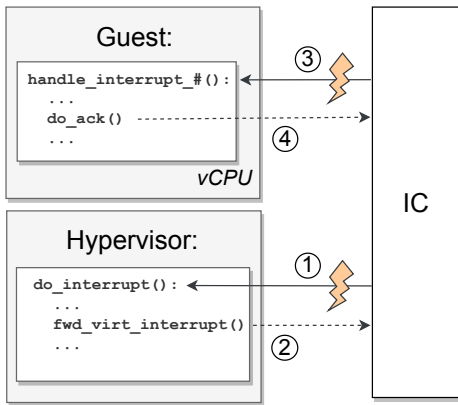 Guest:
handle_interrupt_#():
...
do_ack()
...
vCPU
③
④
Hypervisor:
do_interrupt():
...
fwd_virt_interrupt()
...
①
②
IC